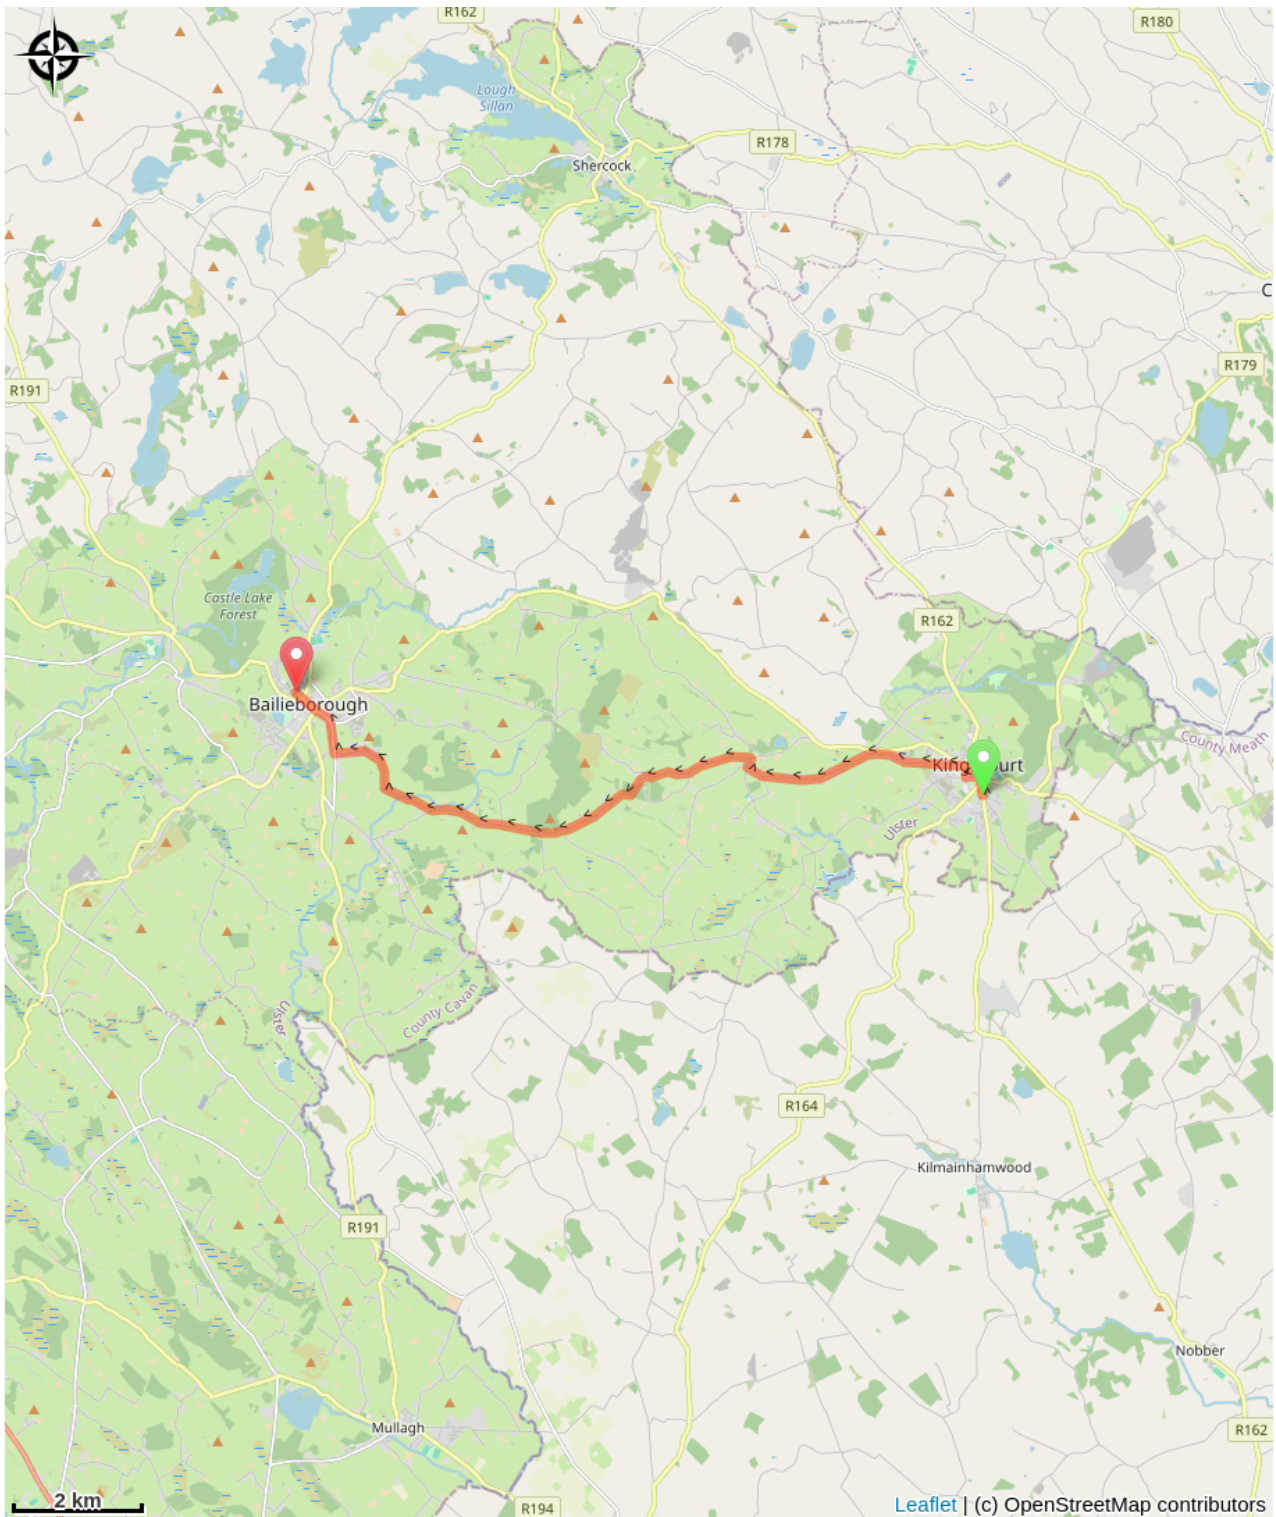 R162
R180
Lough
Sillan
R178
Shercock
C
R179
R191
Castle Lake
Forest
R162
Bailieborough
County Meath
Ulster
County Cavan
Ulster
R164
Kilmainhamwood
R191
Nobber
Mullagh
R162
R194
2 km
Leaflet | (c) OpenStreetMap contributors